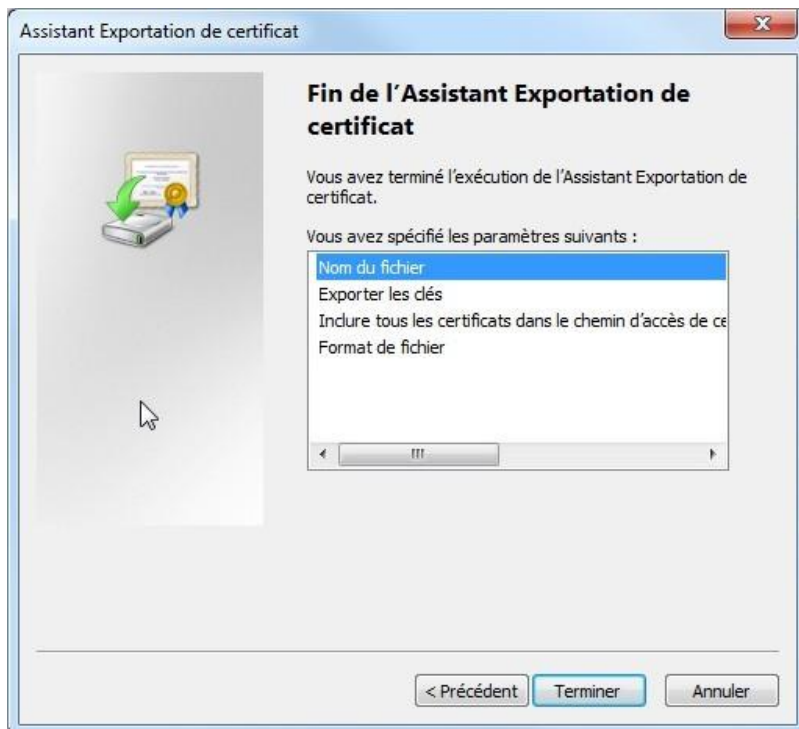 Assistant Exportation de certificat
Fin de l'Assistant Exportation de
certificat
Vous avez terminé l'exécution de l'Assistant Exportation de
certificat.
Vous avez spécifié les paramètres suivants :
Nom du fichier
Exporter les clés
Inclure tous les certificats dans le chemin d'accès de ce
Format de fichier
< Précédent Terminer Annuler